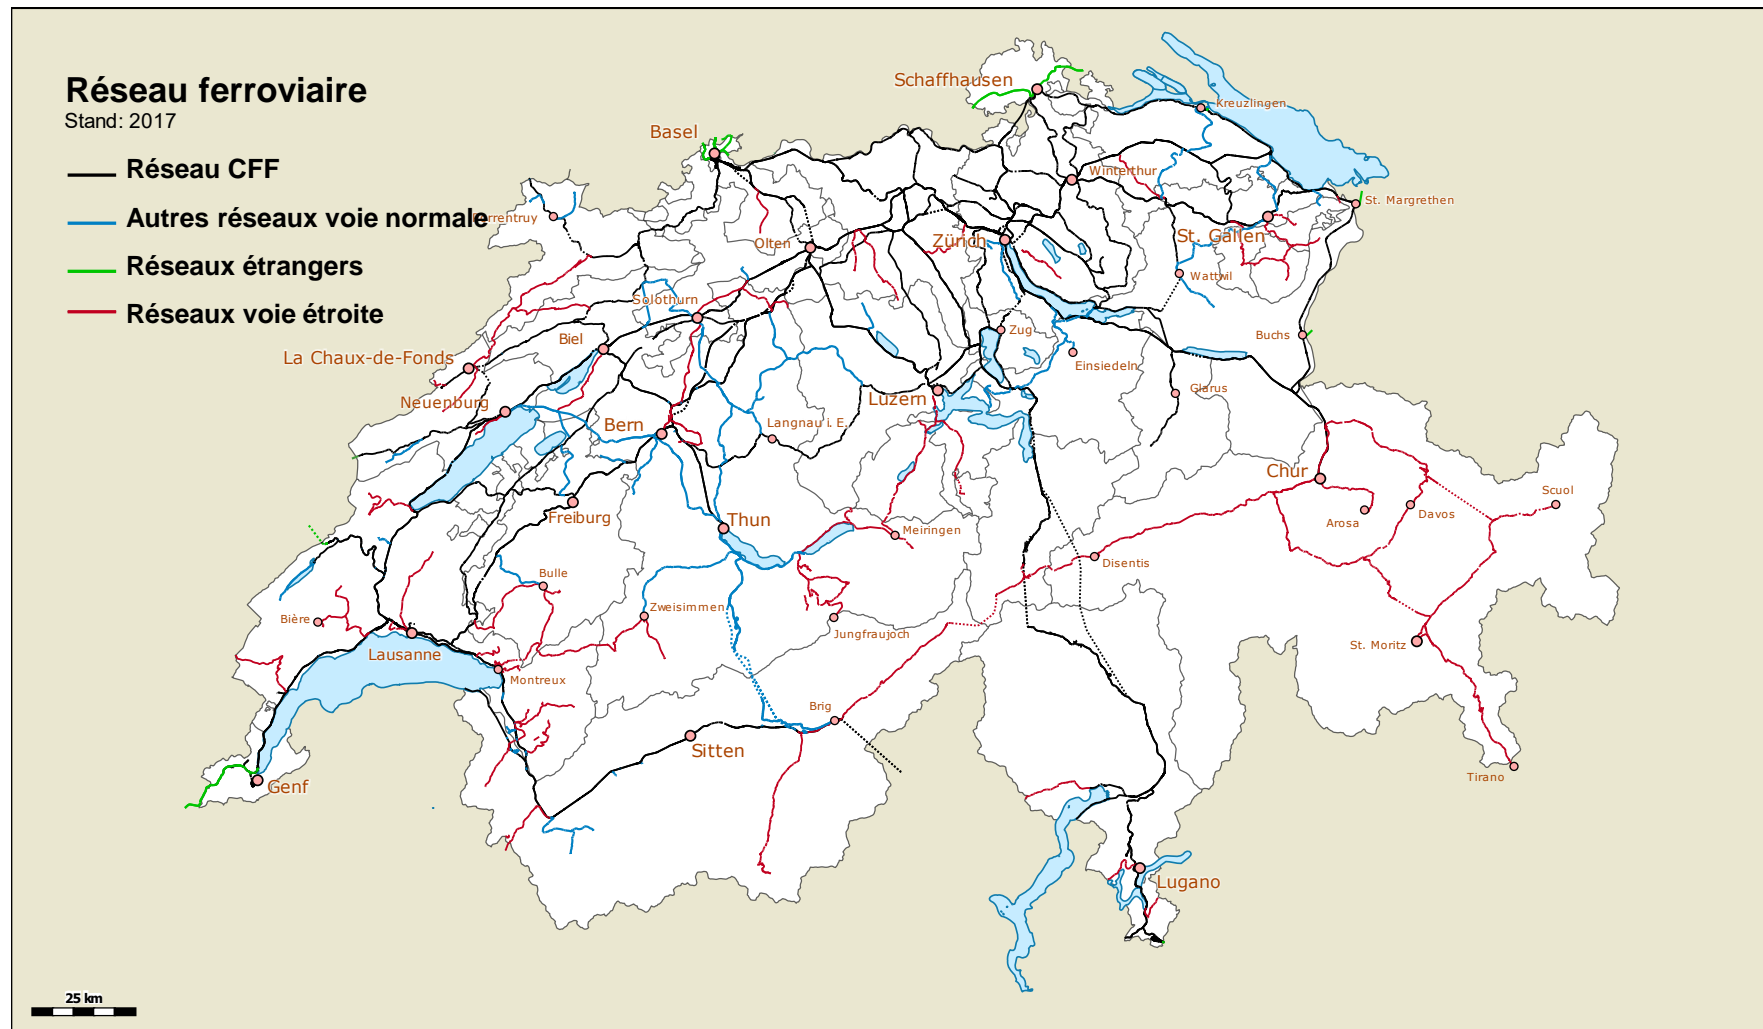 Réseau ferroviaire
Stand: 2017
Réseau CFF
Autres réseaux voie normale
Réseaux étrangers
Réseaux voie étroite
Schaffhausen
Kreuzlingen
Basel
Winterthur
St. Margrethen
Olten
Zürich
St. Gallen
Wattwil
Solothurn
Biel
Zug
Buchs
La Chaux-de-Fonds
Einsiedeln
Glarus
Neuenburg
Luzern
Bern
Langnau i. E.
Chur
Scuol
Freiburg
Thun
Meiringen
Arosa
Davos
Disentis
Bulle
Zweisimmen
Bière
Jungfraujoch
Lausanne
St. Moritz
Montreux
Brig
Sitten
Tirano
Genf
Lugano
25 km